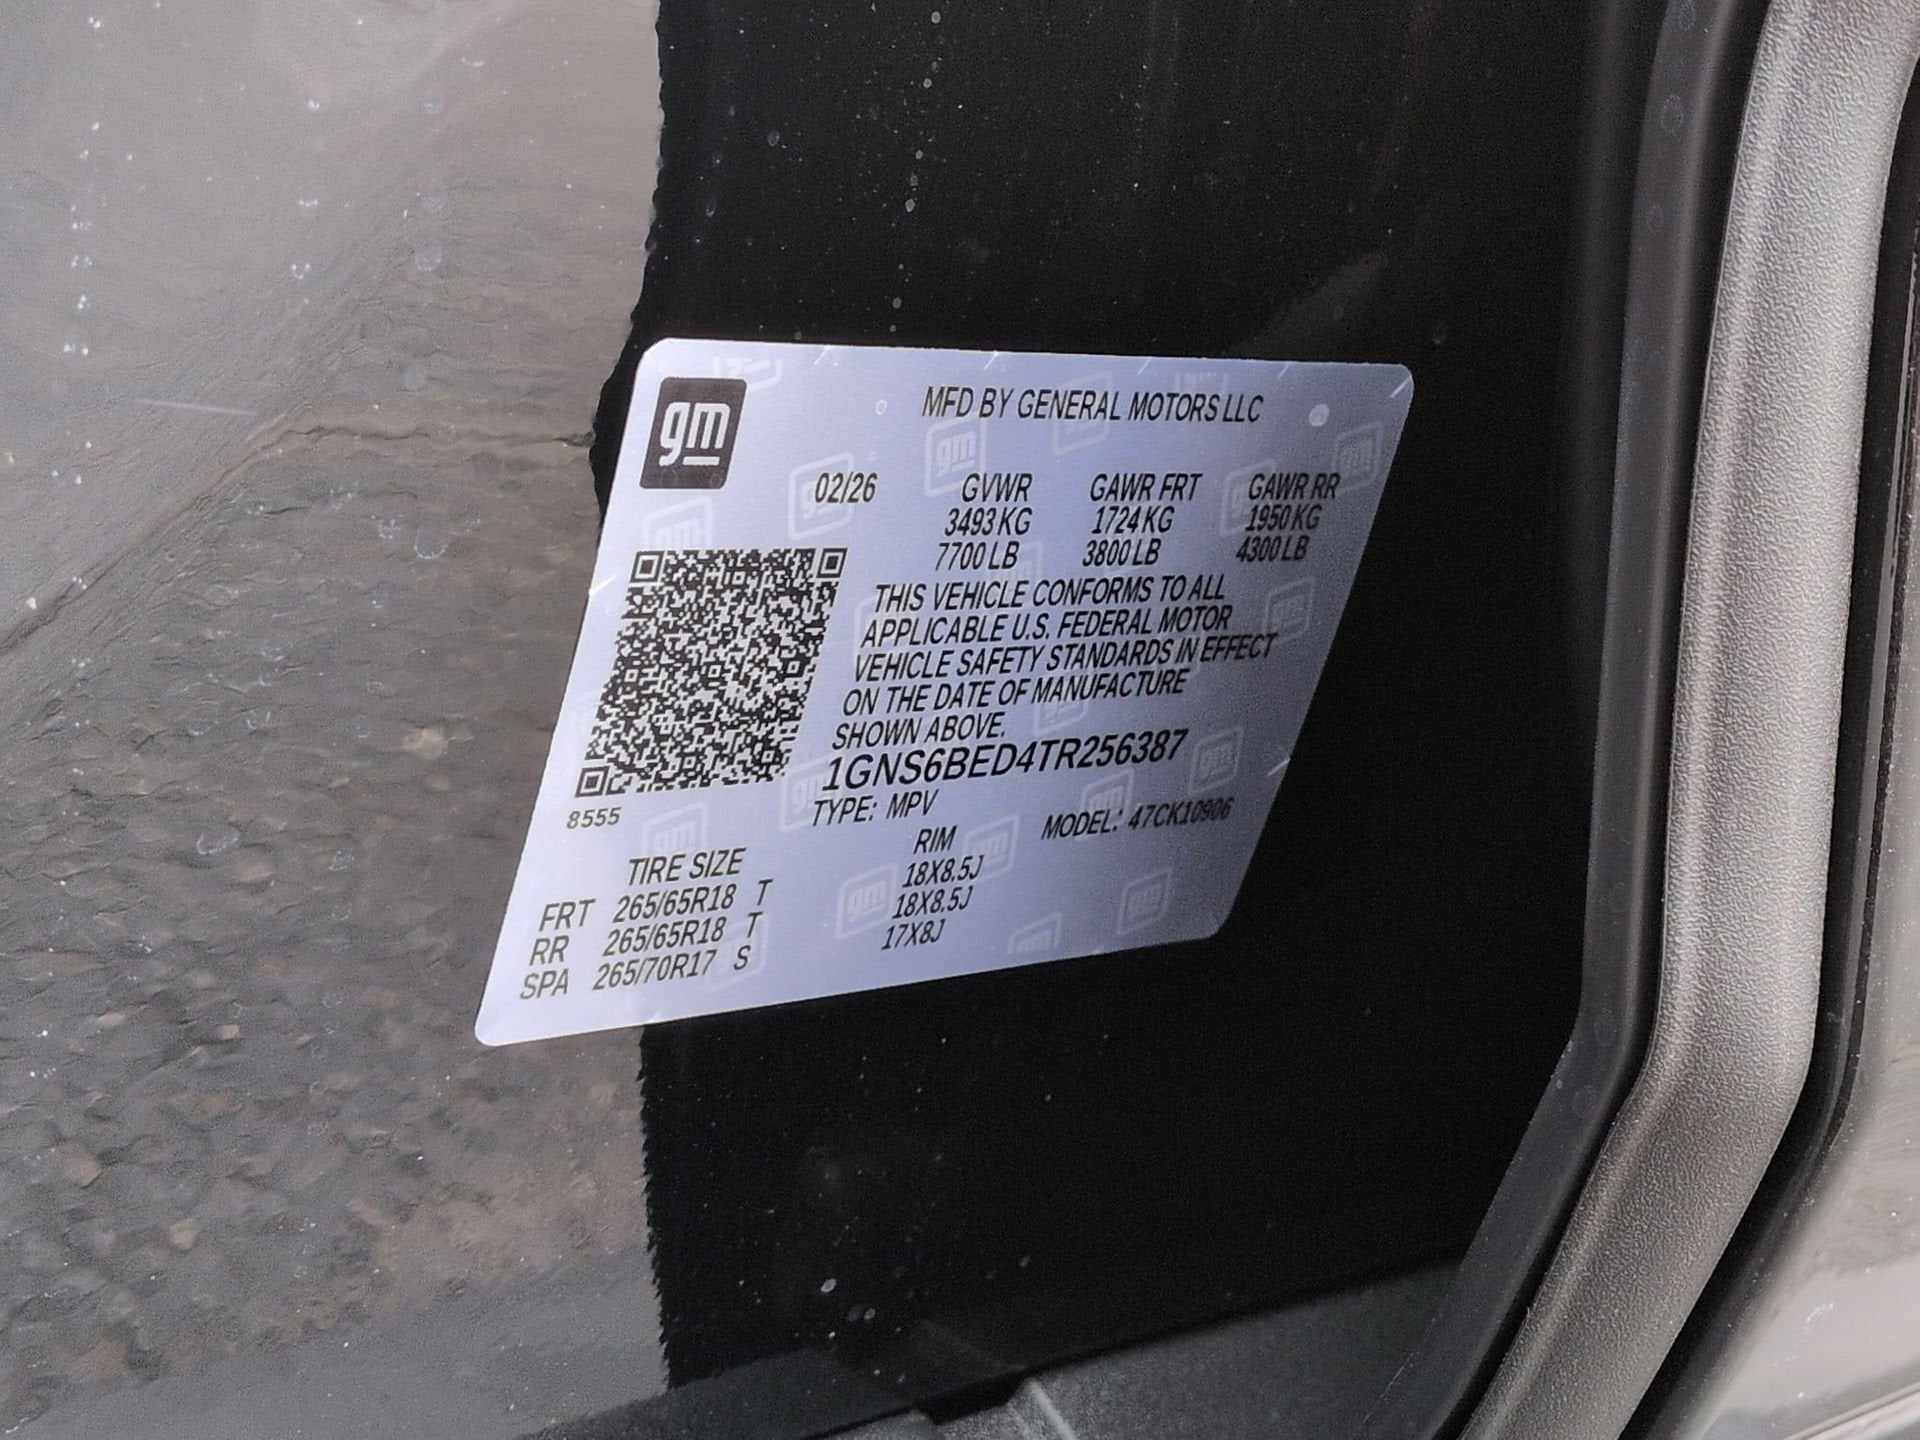 gm
MFD BY GENERAL MOTORS LLC
02/26 GVWR GAWR FRT GAWR RR
3493 KG 1724 KG 1950 KG
7700 LB 3800 LB 4300 LB
THIS VEHICLE CONFORMS TO ALL
APPLICABLE U.S. FEDERAL MOTOR
VEHICLE SAFETY STANDARDS IN EFFECT
ON THE DATE OF MANUFACTURE
SHOWN ABOVE.
1GNS6BED4TR256387
8555 TYPE: MPV MODEL: 47CK10906
TIRE SIZE RIM
FRT 265/65R18 T 18X8.5J
RR 265/65R18 T 18X8.5J
SPA 265/70R17 S 17X8J